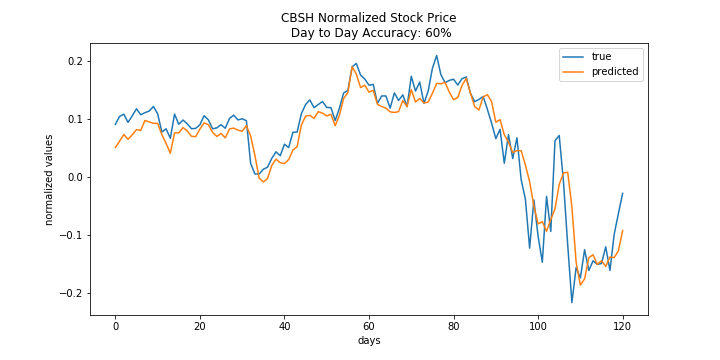 CBSH Normalized Stock Price
Day to Day Accuracy: 60%
true
predicted
normalized values
0.2
0.1
0.0
−0.1
−0.2
0
20
40
60
80
100
120
days